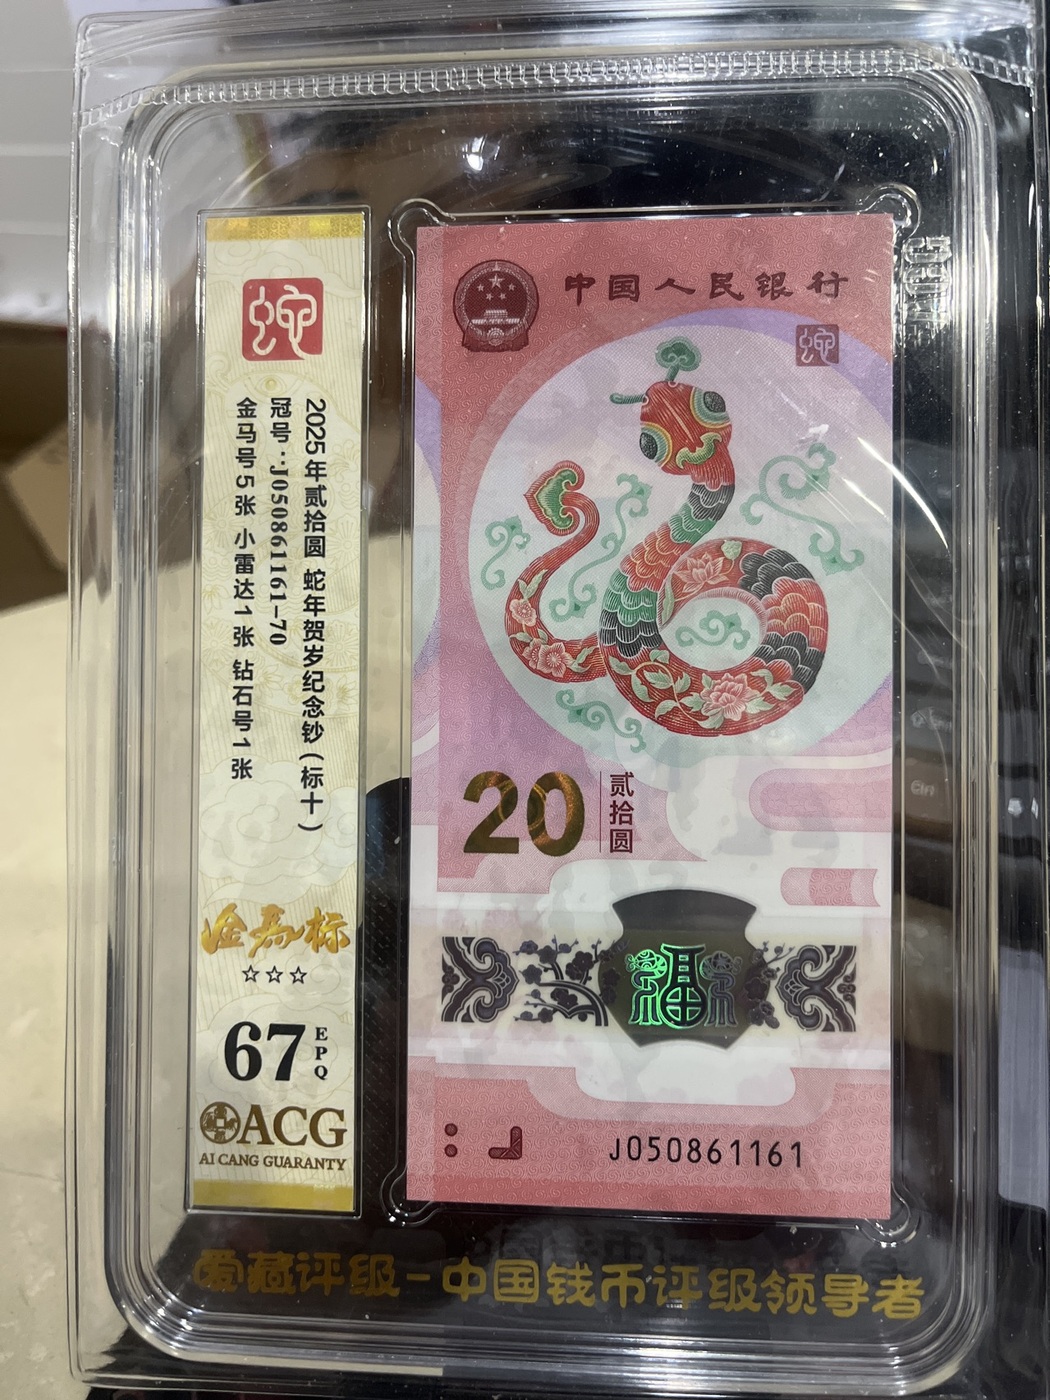 蛇
2025年贰拾圆 蛇年贺岁纪念钞（标十）
冠号：J050861161-70
金马号5张 小雷达1张 钻石号1张
金马标
☆☆☆
67 EPQ
ACG
AI CANG GUARANTY
中国人民银行
蛇
20 贰拾圆
福
J050861161
爱藏评级-中国钱币评级领导者